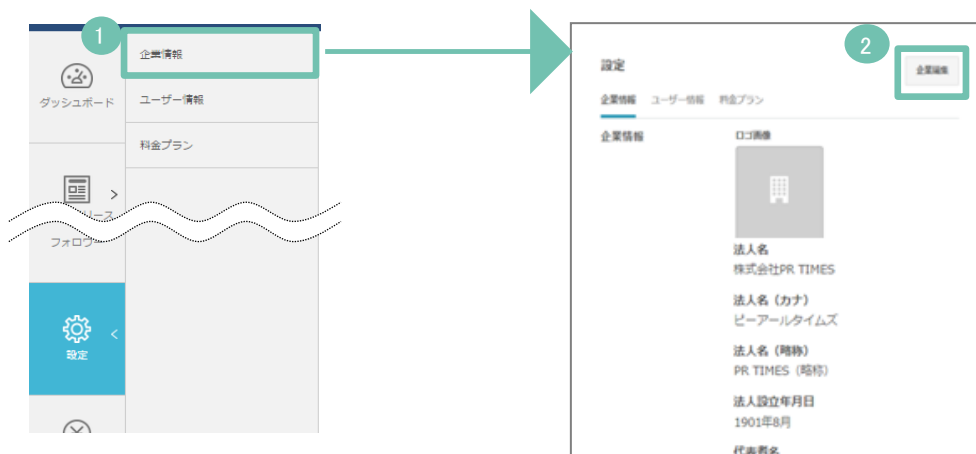 1
企業情報
ダッシュボード
ユーザー情報
料金プラン
リース
フォロワー
設定
2
設定
企業編集
企業情報 ユーザー情報 料金プラン
企業情報
ロゴ画像
法人名
株式会社PR TIMES
法人名（カナ）
ピーアールタイムズ
法人名（略称）
PR TIMES（略称）
法人設立年月日
1901年8月
代表者名